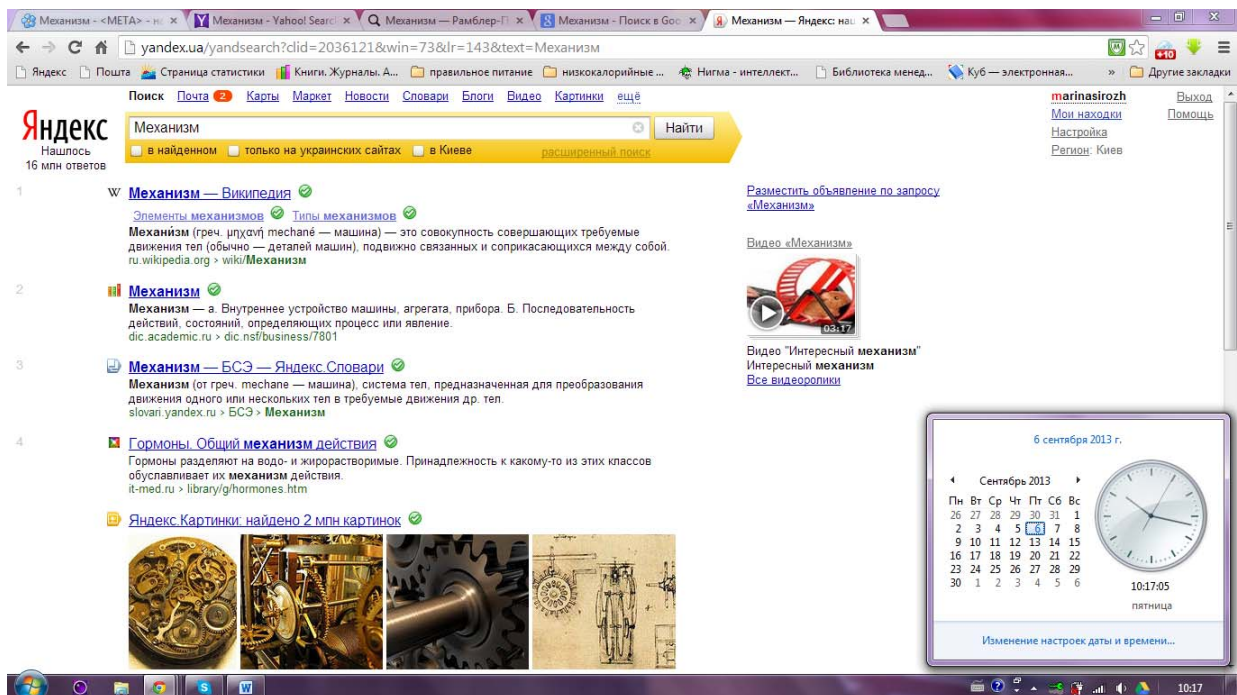 Механизм - <META> - н
Механизм - Yahoo! Searc
Механизм — Рамблер-П
Механизм - Поиск в Goo
Механизм — Яндекс: наш
yandex.ua/yandsearch?clid=2036121&win=73&lr=143&text=Механизм
+10
Яндекс
Почта
Страница статистики
Книги. Журналы. А...
правильное питание
низкокалорийные ...
Нигма - интеллект...
Библиотека менед...
Куб — электронная...
»
Другие закладки
Поиск Почта 2 Карты Маркет Новости Словари Блоги Видео Картинки ещё
marinasirozh
Выход
Мои находки
Помощь
Настройка
Регион: Киев
Яндекс
Нашлось
16 млн ответов
Механизм
Найти
в найденном
только на украинских сайтах
в Киеве
расширенный поиск
1
W Механизм — Википедия
Элементы механизмов Типы механизмов
Механи́зм (греч. μηχανή mechané — машина) — это совокупность совершающих требуемые
движения тел (обычно — деталей машин), подвижно связанных и соприкасающихся между собой.
ru.wikipedia.org > wiki/Механизм
2
Механизм
Механизм — а. Внутреннее устройство машины, агрегата, прибора. Б. Последовательность
действий, состояний, определяющих процесс или явление.
dic.academic.ru > dic.nsf/business/7801
3
Механизм — БСЭ — Яндекс.Словари
Механизм (от греч. mechane — машина), система тел, предназначенная для преобразования
движения одного или нескольких тел в требуемые движения др. тел.
slovari.yandex.ru > БСЭ > Механизм
4
Гормоны. Общий механизм действия
Гормоны разделяют на водо- и жирорастворимые. Принадлежность к какому-то из этих классов
обуславливает их механизм действия.
it-med.ru > library/g/hormones.htm
Яндекс.Картинки: найдено 2 млн картинок
Разместить объявление по запросу
«Механизм»
Видео «Механизм»
03:17
Видео "Интересный механизм"
Интересный механизм
Все видеоролики
6 сентября 2013 г.
Сентябрь 2013
Пн Вт Ср Чт Пт Сб Вс
26 27 28 29 30 31 1
2 3 4 5 6 7 8
9 10 11 12 13 14 15
16 17 18 19 20 21 22
23 24 25 26 27 28 29
30 1 2 3 4 5 6
10:17:05
пятница
Изменение настроек даты и времени...
10:17